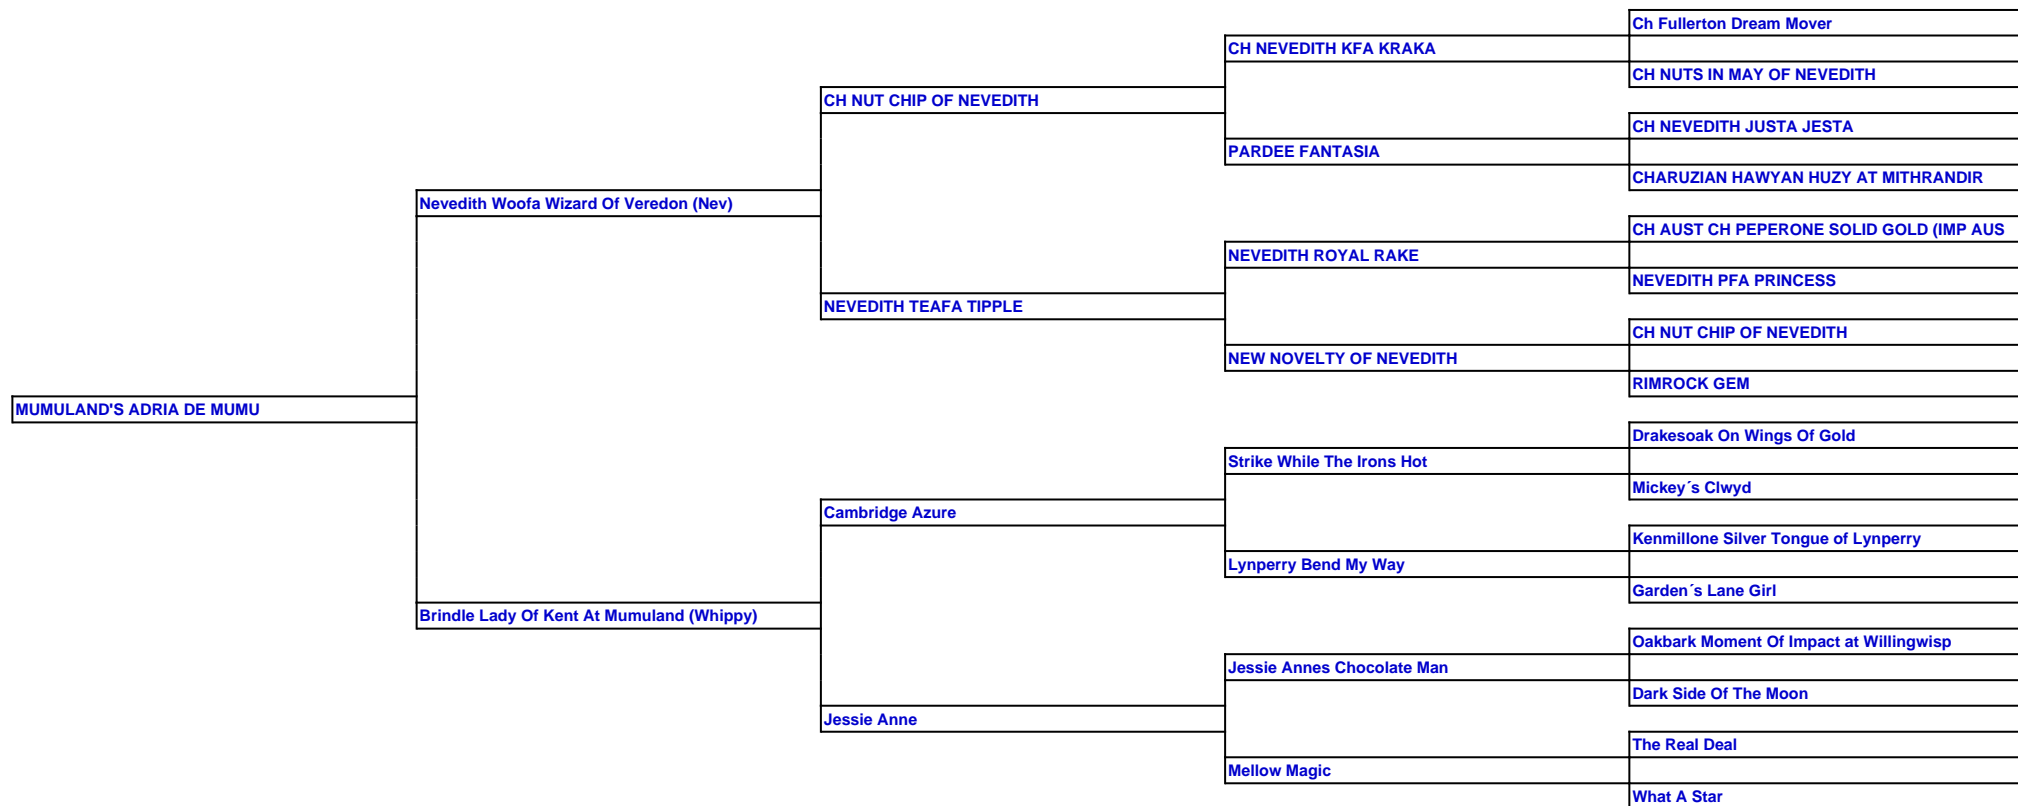 Ch Fullerton Dream Mover
CH NEVEDITH KFA KRAKA
CH NUTS IN MAY OF NEVEDITH
CH NUT CHIP OF NEVEDITH
CH NEVEDITH JUSTA JESTA
PARDEE FANTASIA
CHARUZIAN HAWYAN HUZY AT MITHRANDIR
Nevedith Woofa Wizard Of Veredon (Nev)
CH AUST CH PEPERONE SOLID GOLD (IMP AUS
NEVEDITH ROYAL RAKE
NEVEDITH PFA PRINCESS
NEVEDITH TEAFA TIPPLE
CH NUT CHIP OF NEVEDITH
NEW NOVELTY OF NEVEDITH
RIMROCK GEM
MUMULAND'S ADRIA DE MUMU
Drakesoak On Wings Of Gold
Strike While The Irons Hot
Mickey´s Clwyd
Cambridge Azure
Kenmillone Silver Tongue of Lynperry
Lynperry Bend My Way
Garden´s Lane Girl
Brindle Lady Of Kent At Mumuland (Whippy)
Oakbark Moment Of Impact at Willingwisp
Jessie Annes Chocolate Man
Dark Side Of The Moon
Jessie Anne
The Real Deal
Mellow Magic
What A Star